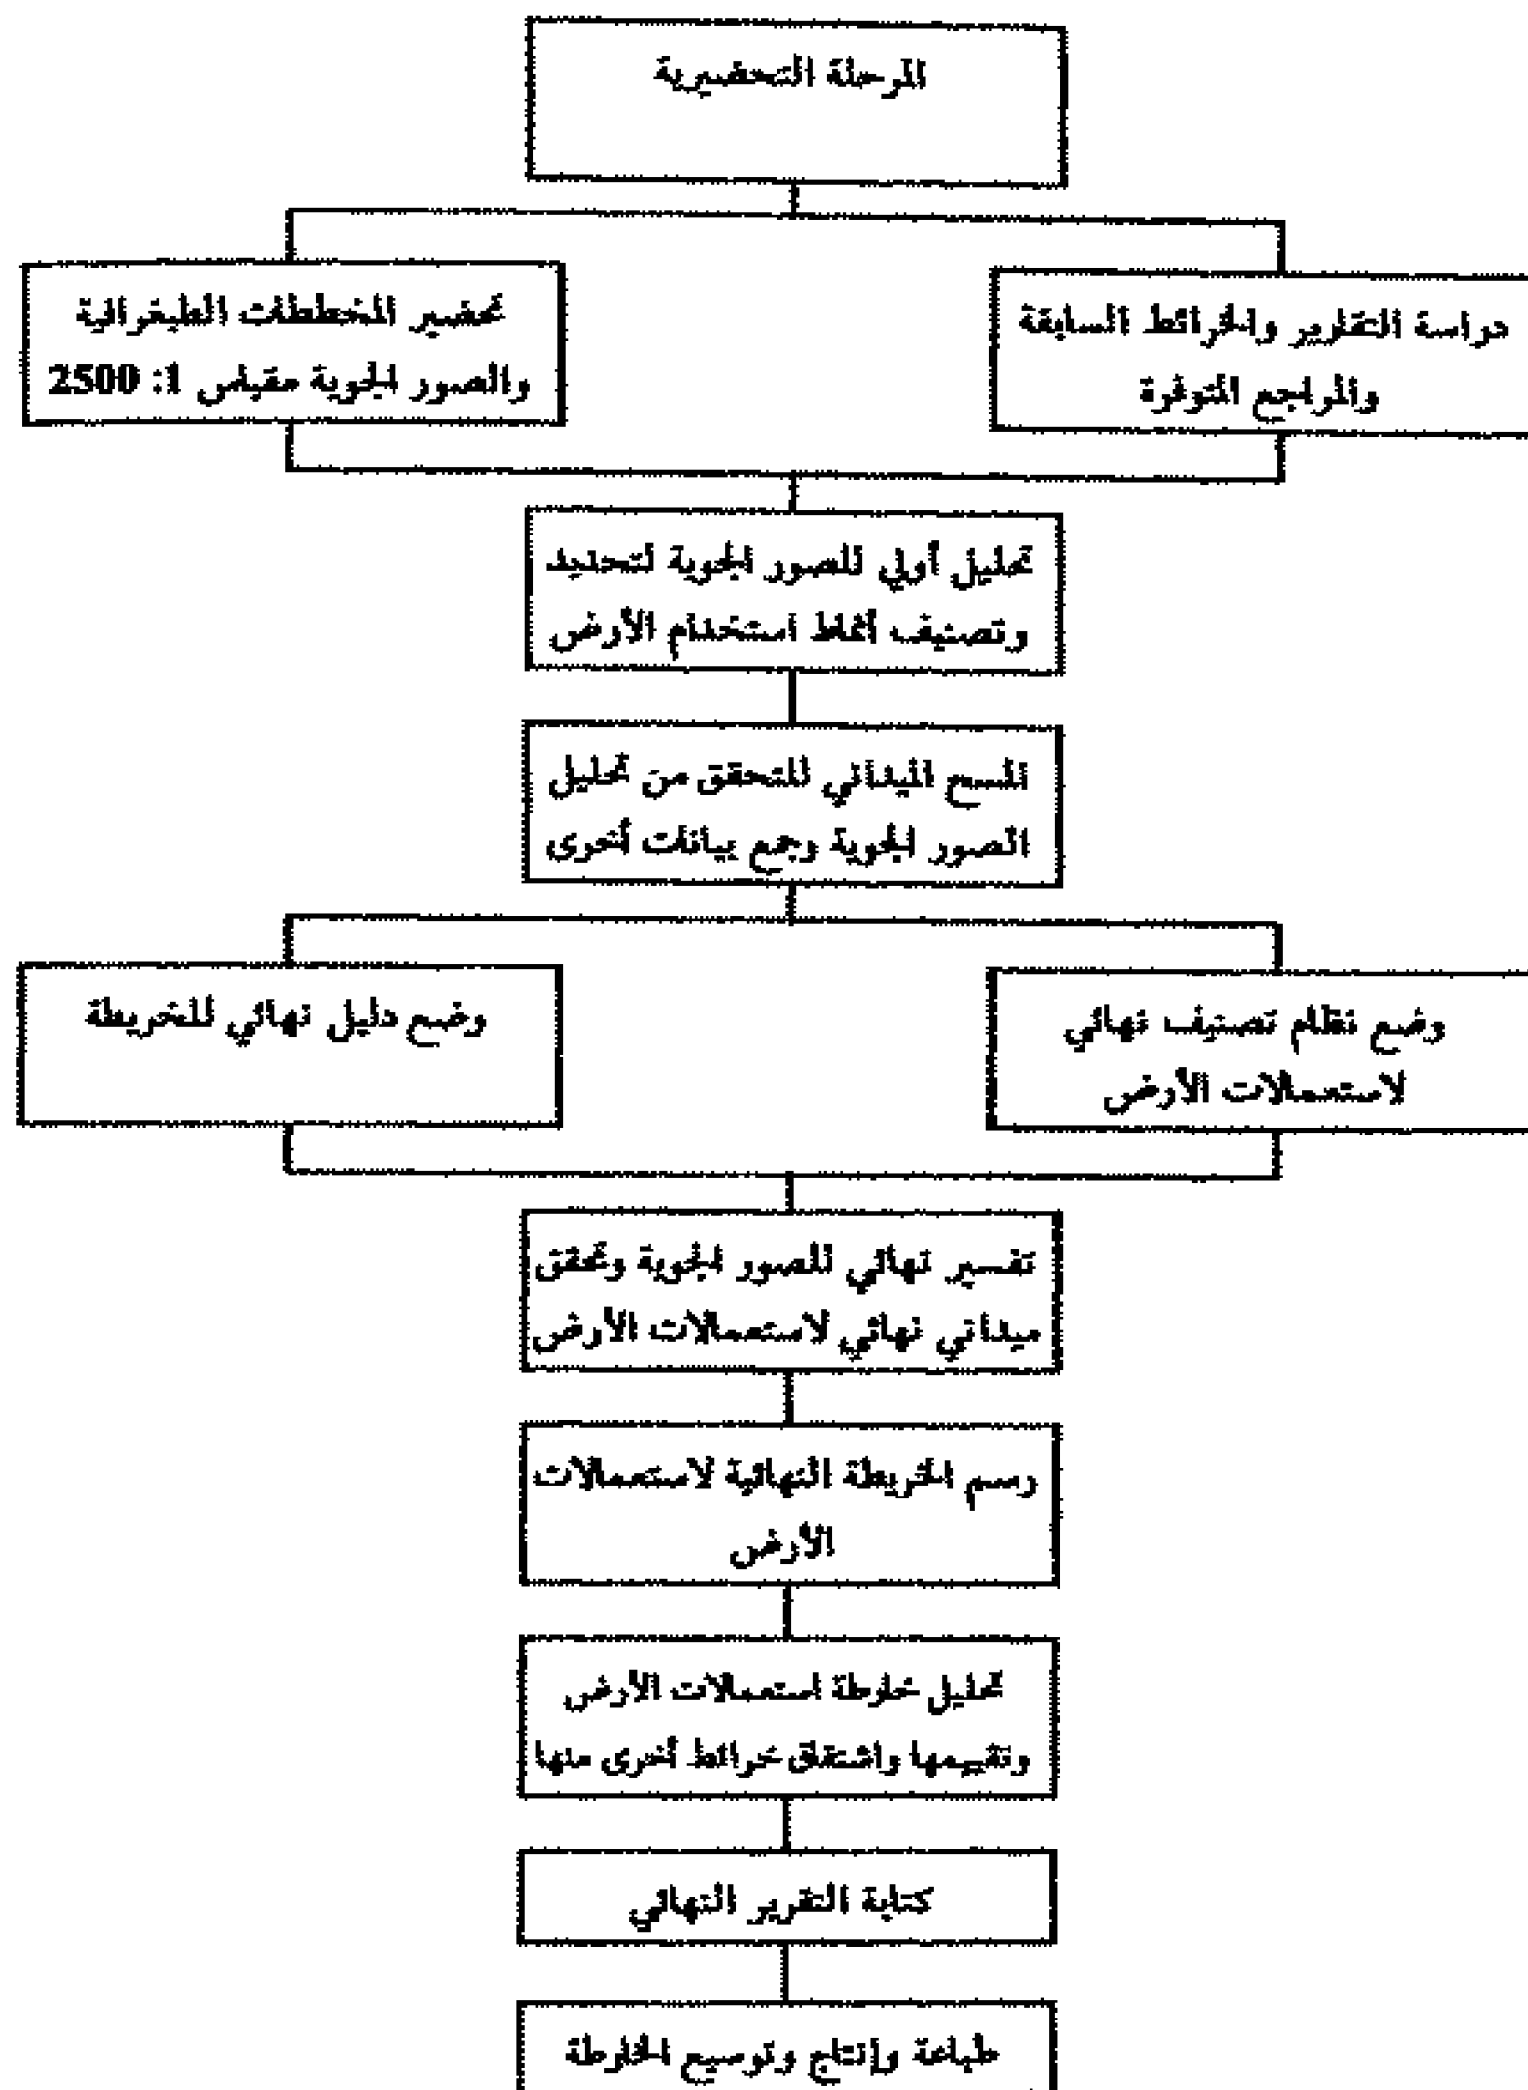 المرحلة التحضيرية
دراسة التقارير والخرائط السابقة
والمراجع المتوفرة
تحضير المخططات الطبغرافية
والصور الجوية مقياس 1: 2500
تحليل أولي للصور الجوية لتحديد
وتصنيف أنماط استخدام الأرض
المسح الميداني للتحقق من تحليل
الصور الجوية وجمع بيانات أخرى
وضع نظام تصنيف نهائي
لاستعمالات الأرض
وضع دليل نهائي للخريطة
تفسير نهائي للصور الجوية وتحقق
ميداني نهائي لاستعمالات الأرض
رسم الخريطة النهائية لاستعمالات
الأرض
تحليل خارطة استعمالات الأرض
وتقييمها واشتقاق خرائط أخرى منها
كتابة التقرير النهائي
طباعة وإنتاج وتوسيع الخارطة